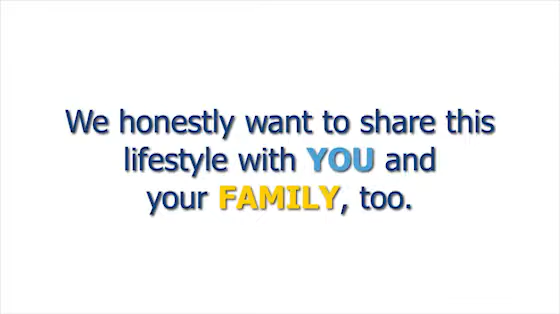 We honestly want to share this
lifestyle with YOU and
your FAMILY, too.